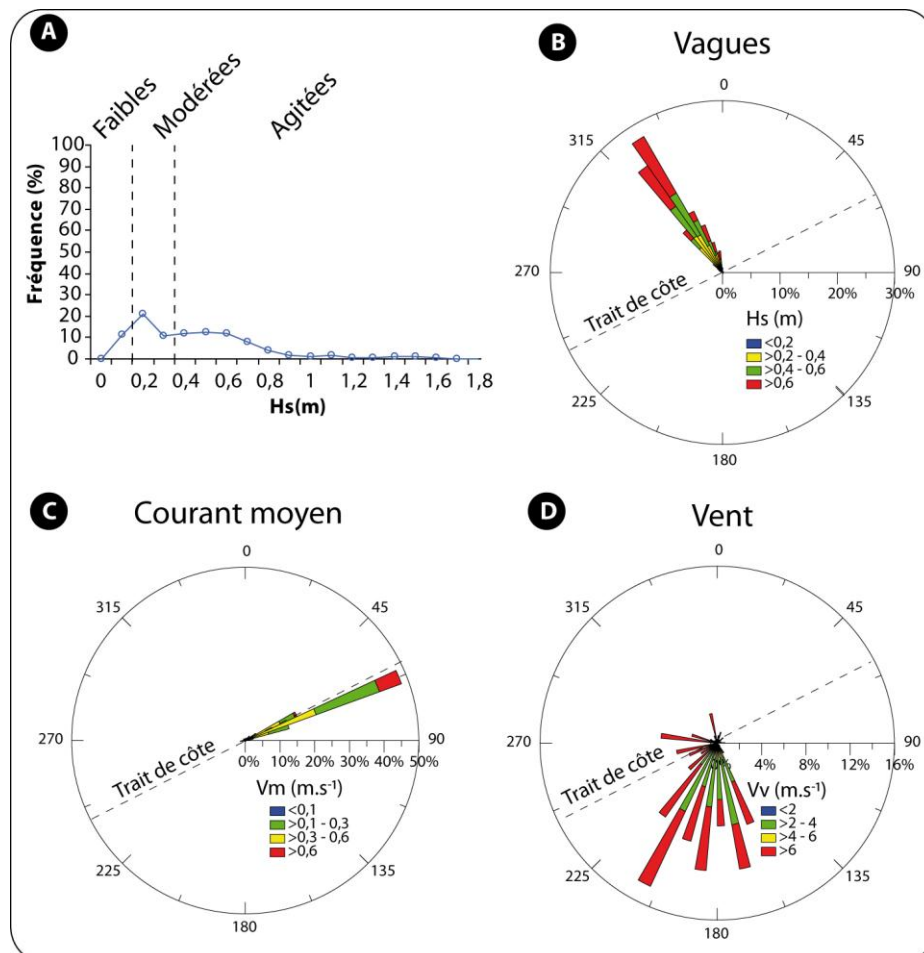 A
Faibles
Modérées
Agitées
Fréquence (%)
100
90
80
70
60
50
40
30
20
10
0
0 0,2 0,4 0,6 0,8 1 1,2 1,4 1,6 1,8
Hs(m)
B
Vagues
0
315
45
270
90
Trait de côte
0% 10% 20% 30%
Hs (m)
<0,2
>0,2 - 0,4
>0,4 - 0,6
>0,6
225
135
180
C
Courant moyen
0
315
45
270
90
Trait de côte
0% 10% 20% 30% 40% 50%
Vm (m.s⁻¹)
<0,1
>0,1 - 0,3
>0,3 - 0,6
>0,6
225
135
180
D
Vent
0
315
45
270
90
Trait de côte
0% 4% 8% 12% 16%
Vv (m.s⁻¹)
<2
>2 - 4
>4 - 6
>6
225
135
180